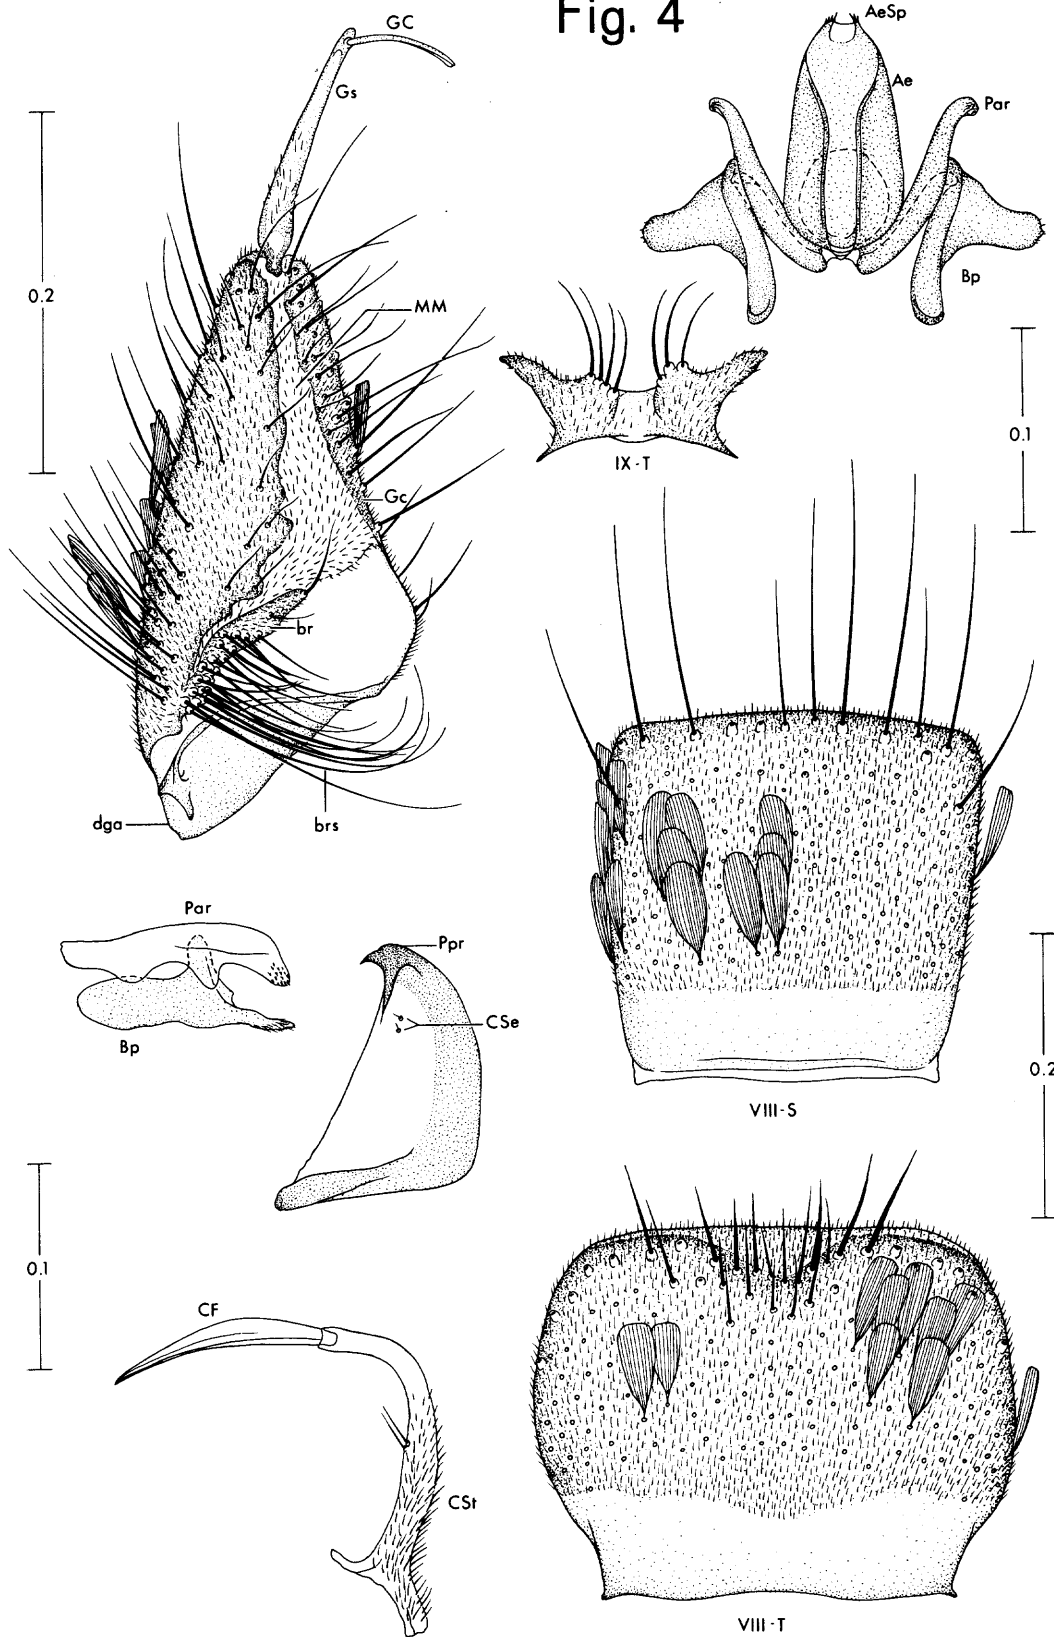 Fig. 4
GC
Gs
0.2
MM
Gc
br
brs
dga
AeSp
Ae
Par
Bp
0.1
IX-T
VIII-S
0.2
VIII-T
Par
Bp
Ppr
CSe
0.1
CF
CSt